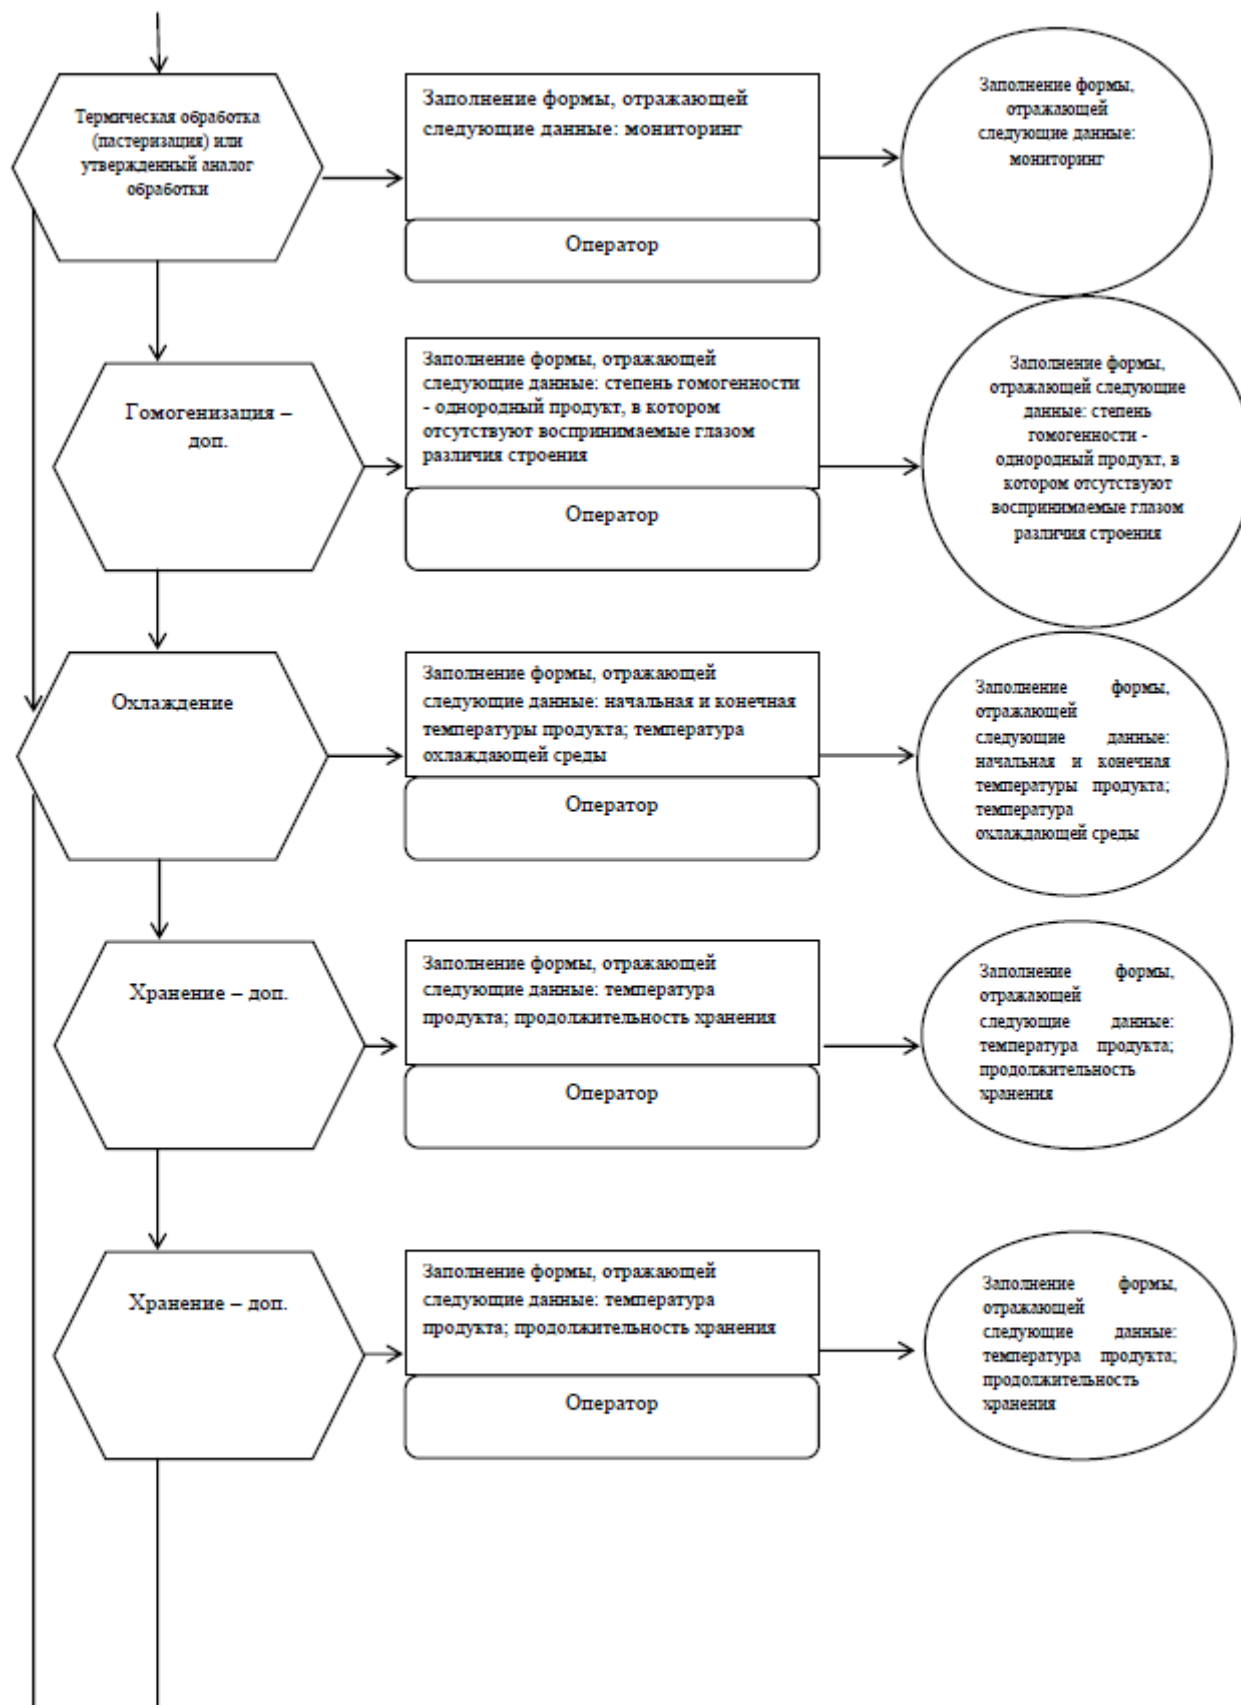 Термическая обработка
(пастеризация) или
утвержденный аналог
обработки
Заполнение формы, отражающей
следующие данные: мониторинг
Оператор
Заполнение формы,
отражающей
следующие данные:
мониторинг
Гомогенизация –
доп.
Заполнение формы, отражающей
следующие данные: степень гомогенности
- однородный продукт, в котором
отсутствуют воспринимаемые глазом
различия строения
Оператор
Заполнение формы,
отражающей следующие
данные: степень
гомогенности -
однородный продукт, в
котором отсутствуют
воспринимаемые глазом
различия строения
Охлаждение
Заполнение формы, отражающей
следующие данные: начальная и конечная
температуры продукта; температура
охлаждающей среды
Оператор
Заполнение формы,
отражающей
следующие данные:
начальная и конечная
температуры продукта;
температура
охлаждающей среды
Хранение – доп.
Заполнение формы, отражающей
следующие данные: температура
продукта; продолжительность хранения
Оператор
Заполнение формы,
отражающей
следующие данные:
температура продукта;
продолжительность
хранения
Хранение – доп.
Заполнение формы, отражающей
следующие данные: температура
продукта; продолжительность хранения
Оператор
Заполнение формы,
отражающей
следующие данные:
температура продукта;
продолжительность
хранения